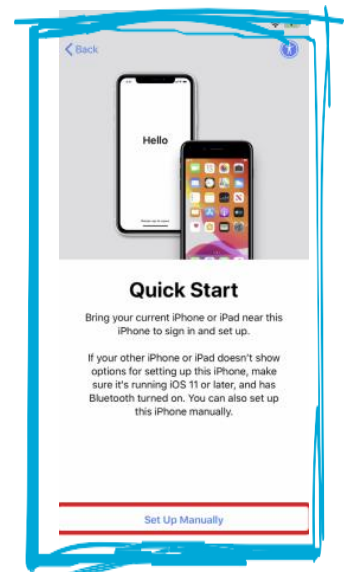 Back
Hello
Quick Start
Bring your current iPhone or iPad near this
iPhone to sign in and set up.
If your other iPhone or iPad doesn't show
options for setting up this iPhone, make
sure it's running iOS 11 or later, and has
Bluetooth turned on. You can also set up
this iPhone manually.
Set Up Manually